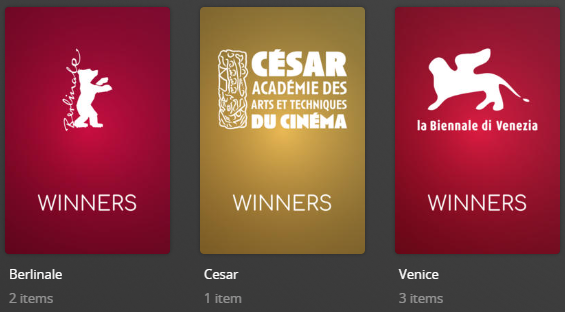 Berlinale
WINNERS
Berlinale
2 items
CÉSAR
ACADÉMIE DES
ARTS ET TECHNIQUES
DU CINÉMA
WINNERS
Cesar
1 item
la Biennale di Venezia
WINNERS
Venice
3 items